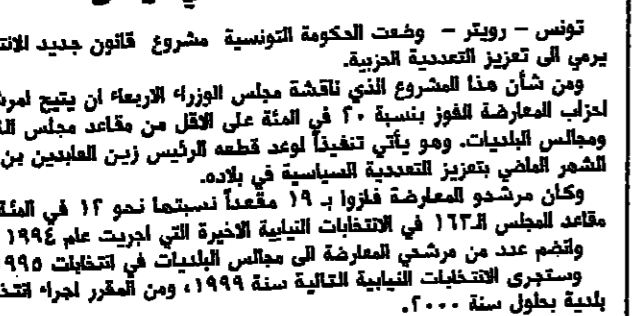 تونس – رويتر – وضعت الحكومة التونسية مشروع قانون جديد
يرمي الى تعزيز التعددية الحزبية.
ومن شأن هذا المشروع الذي ناقشة مجلس الوزراء الاربعاء ان يتيح
احزاب المعارضة الفوز بنسبة ٢٠ في المئة على الاقل من مقاعد مجلس
ومجالس البلديات. وهو يأتي تنفيذاً لوعد قطعه الرئيس زين العابدين بن
الشهر الماضي بتعزيز التعددية السياسية في بلاده.
وكان مرشحو المعارضة فازوا بـ ١٩ مقعداً نسبتها نحو ١٢ في المئة
مقاعد المجلس الـ١٦٣ في الانتخابات النيابية الاخيرة التي اجريت عام ١٩٩٤
وانضم عدد من مرشحي المعارضة الى مجالس البلديات في انتخابات
وستجرى الانتخابات النيابية التالية سنة ١٩٩٩، ومن المقرر اجراء
بلدية بحلول سنة ٢٠٠٠.